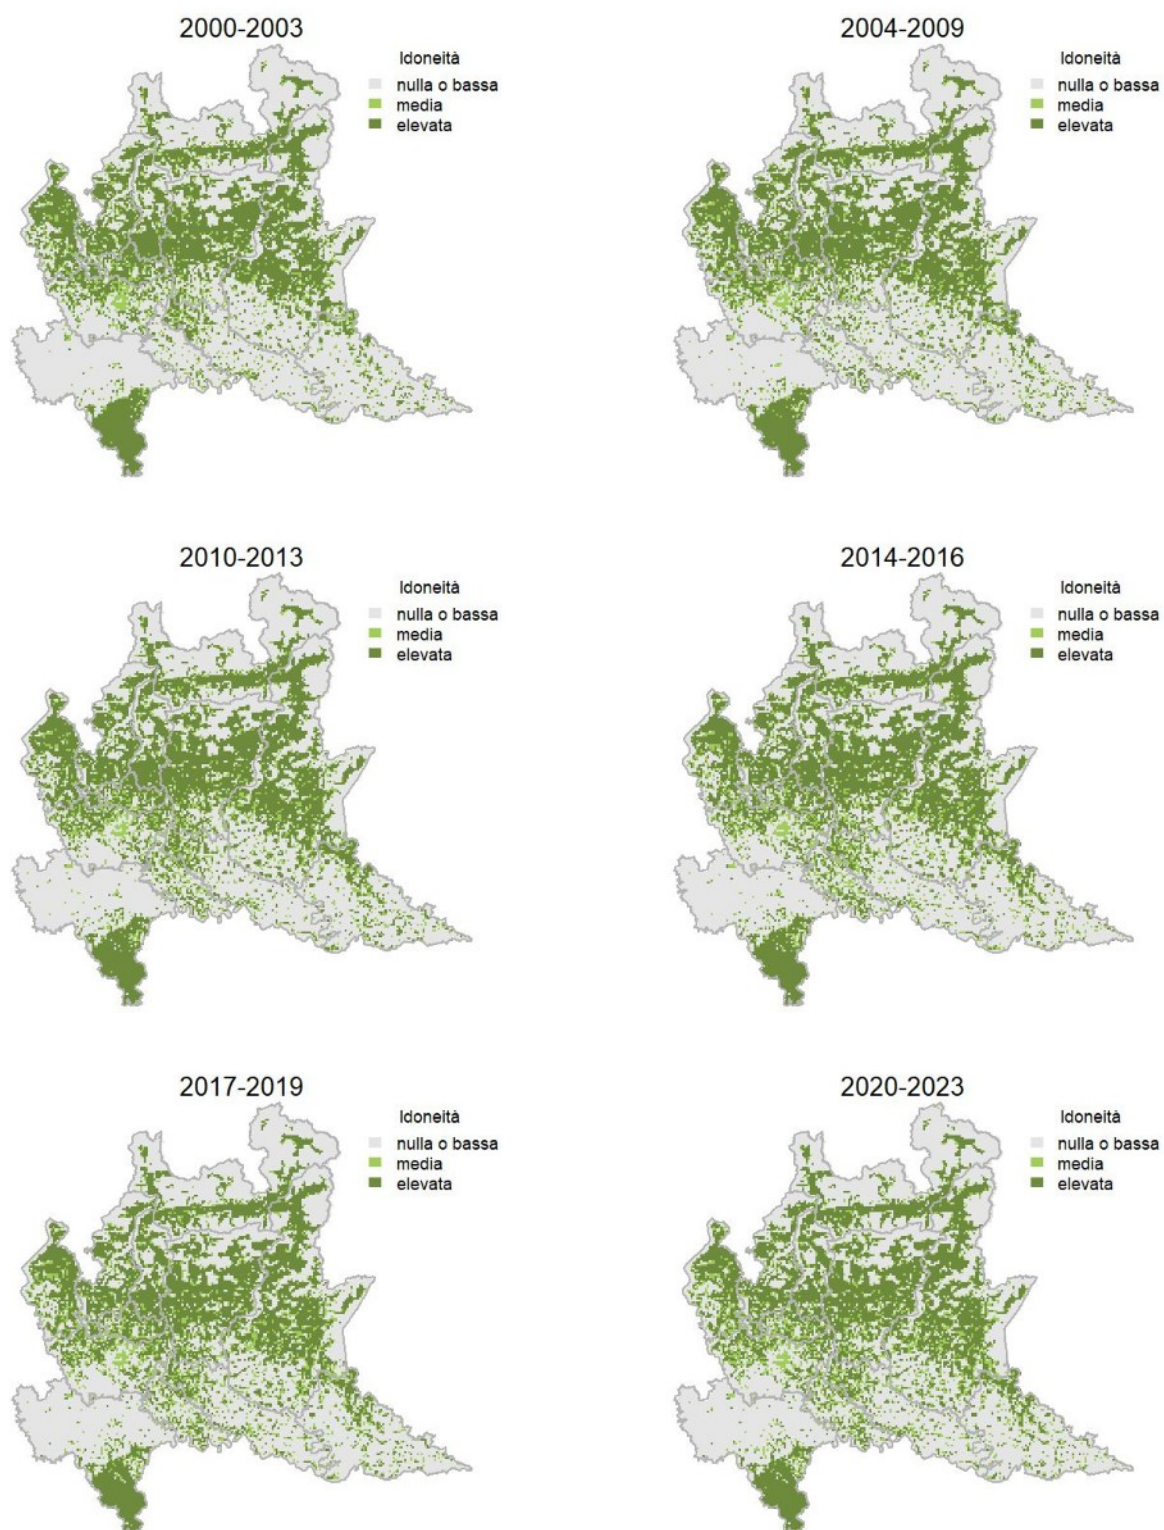 2000-2003
Idoneità
nulla o bassa
media
elevata
2004-2009
Idoneità
nulla o bassa
media
elevata
2010-2013
Idoneità
nulla o bassa
media
elevata
2014-2016
Idoneità
nulla o bassa
media
elevata
2017-2019
Idoneità
nulla o bassa
media
elevata
2020-2023
Idoneità
nulla o bassa
media
elevata